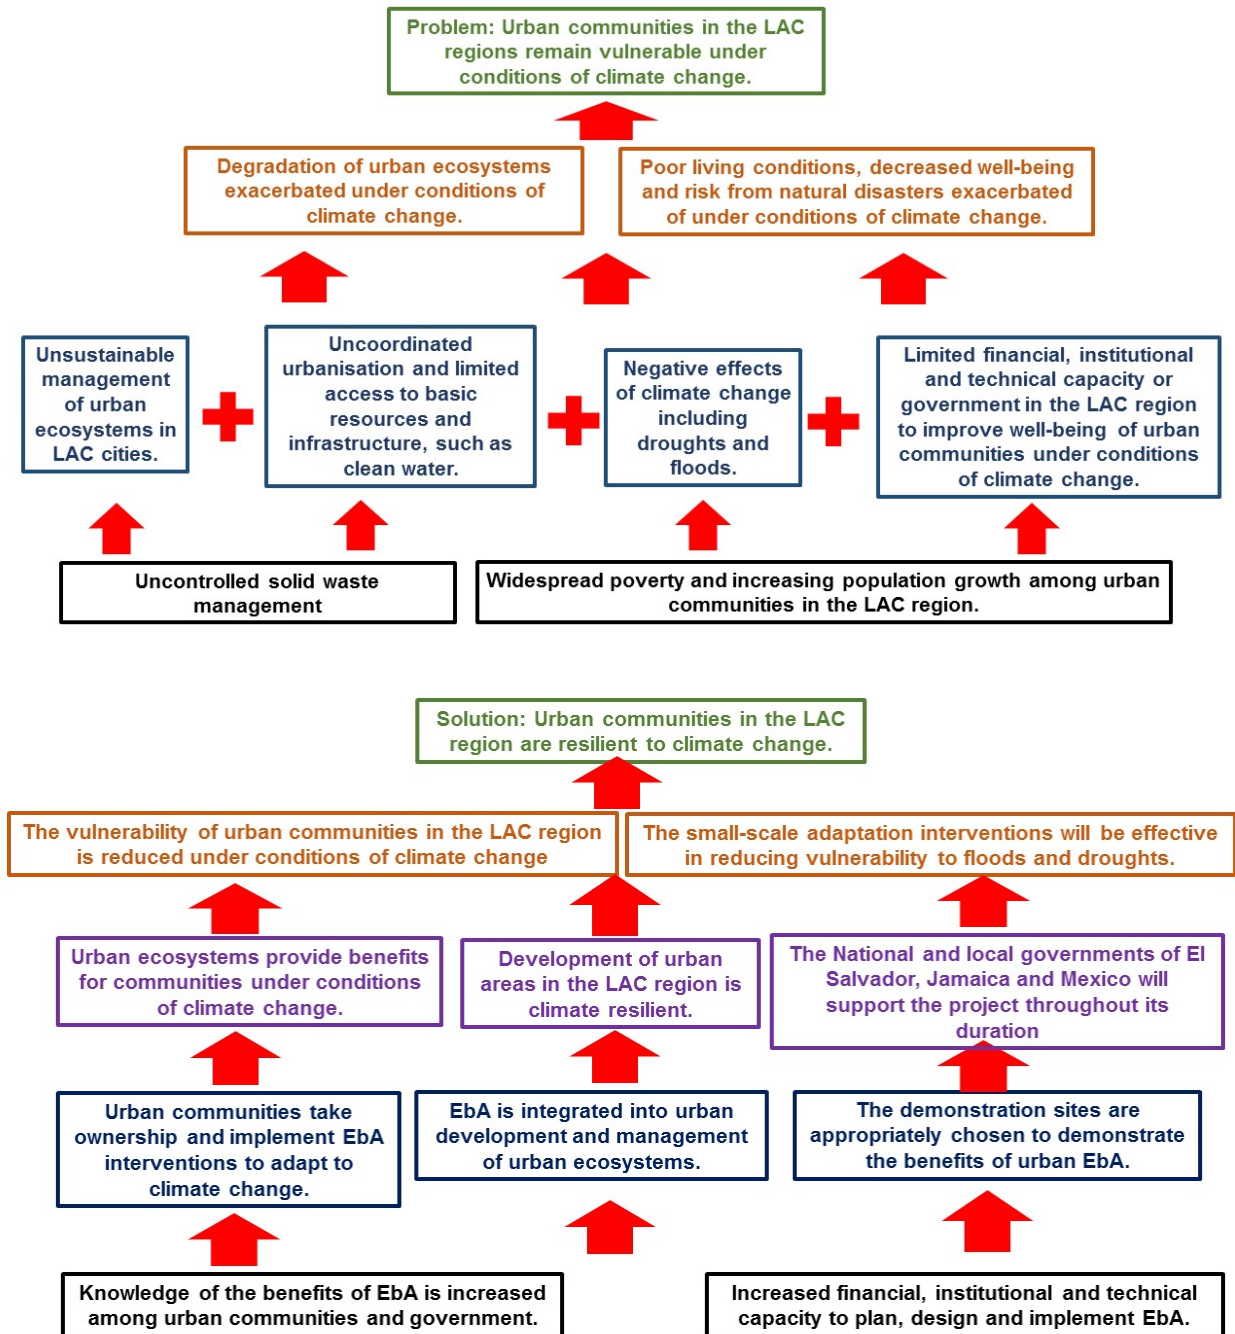 Problem: Urban communities in the LAC
regions remain vulnerable under
conditions of climate change.
Degradation of urban ecosystems
exacerbated under conditions of
climate change.
Poor living conditions, decreased well-being
and risk from natural disasters exacerbated
of under conditions of climate change.
Unsustainable
management
of urban
ecosystems in
LAC cities.
Uncoordinated
urbanisation and limited
access to basic
resources and
infrastructure, such as
clean water.
Negative effects
of climate change
including
droughts and
floods.
Limited financial, institutional
and technical capacity or
government in the LAC region
to improve well-being of urban
communities under conditions
of climate change.
Uncontrolled solid waste
management
Widespread poverty and increasing population growth among urban
communities in the LAC region.
Solution: Urban communities in the LAC
region are resilient to climate change.
The vulnerability of urban communities in the LAC region
is reduced under conditions of climate change
The small-scale adaptation interventions will be effective
in reducing vulnerability to floods and droughts.
Urban ecosystems provide benefits
for communities under conditions
of climate change.
Development of urban
areas in the LAC region is
climate resilient.
The National and local governments of El
Salvador, Jamaica and Mexico will
support the project throughout its
duration
Urban communities take
ownership and implement EbA
interventions to adapt to
climate change.
EbA is integrated into urban
development and management
of urban ecosystems.
The demonstration sites are
appropriately chosen to demonstrate
the benefits of urban EbA.
Knowledge of the benefits of EbA is increased
among urban communities and government.
Increased financial, institutional and technical
capacity to plan, design and implement EbA.